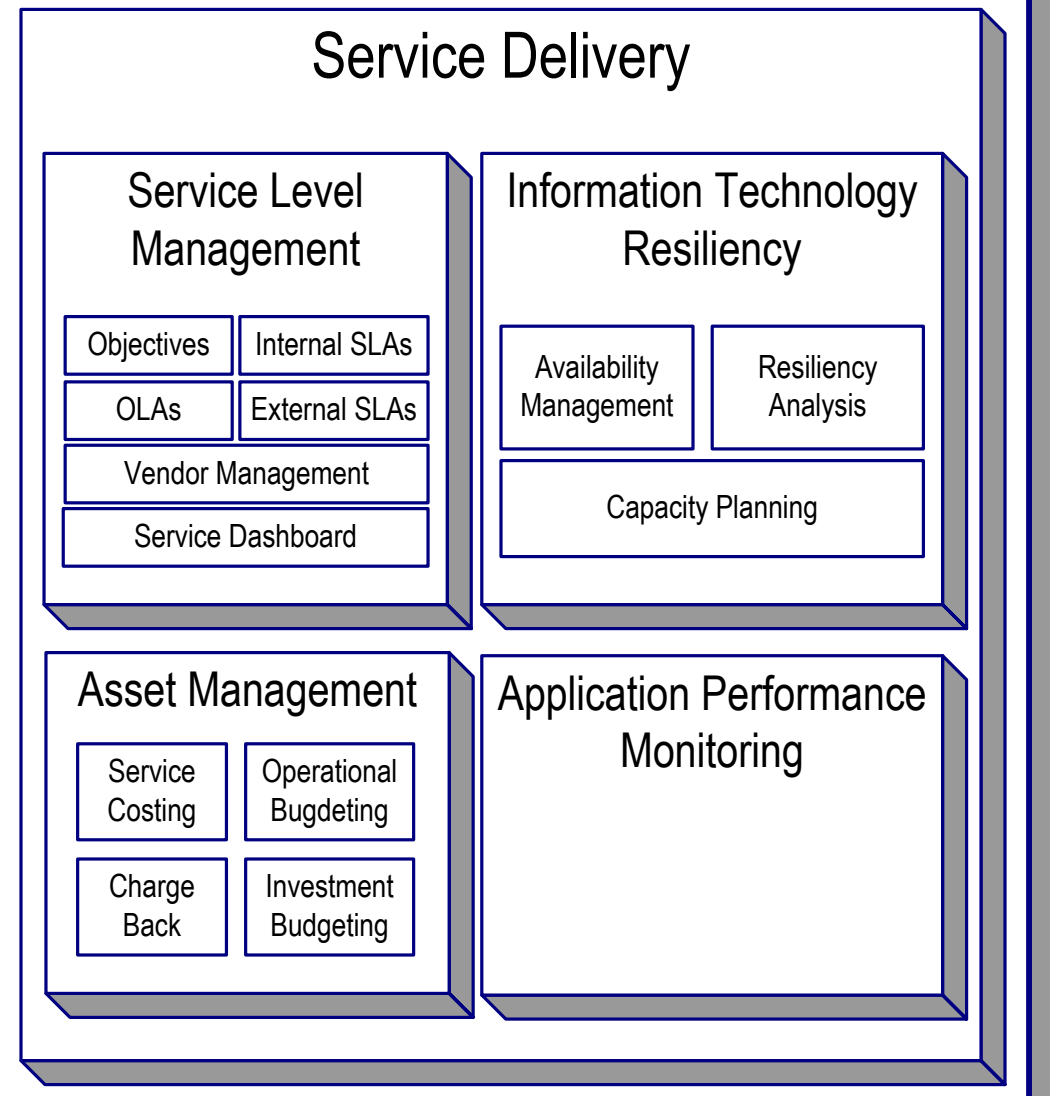 Service Delivery
Service Level
Management
Objectives
Internal SLAs
OLAs
External SLAs
Vendor Management
Service Dashboard
Information Technology
Resiliency
Availability
Management
Resiliency
Analysis
Capacity Planning
Asset Management
Service
Costing
Operational
Bugdeting
Charge
Back
Investment
Budgeting
Application Performance
Monitoring